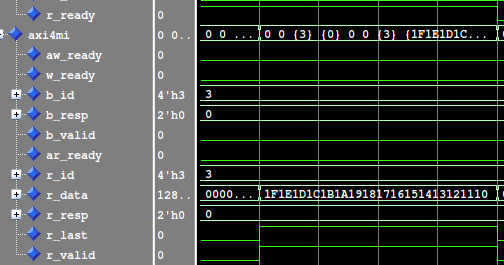 r_ready 0
axi4mi 0 0 0.. 0 0 ... 0 0 {3} {0} 0 0 {3} {1F1E1D1C...
aw_ready 0
w_ready 0
b_id 4'h3 3
b_resp 2'h0 0
b_valid 0
ar_ready 0
r_id 4'h3 3
r_data 128... 0000... 1F1E1D1C1B1A19181716151413121110
r_resp 2'h0 0
r_last 0
r_valid 0